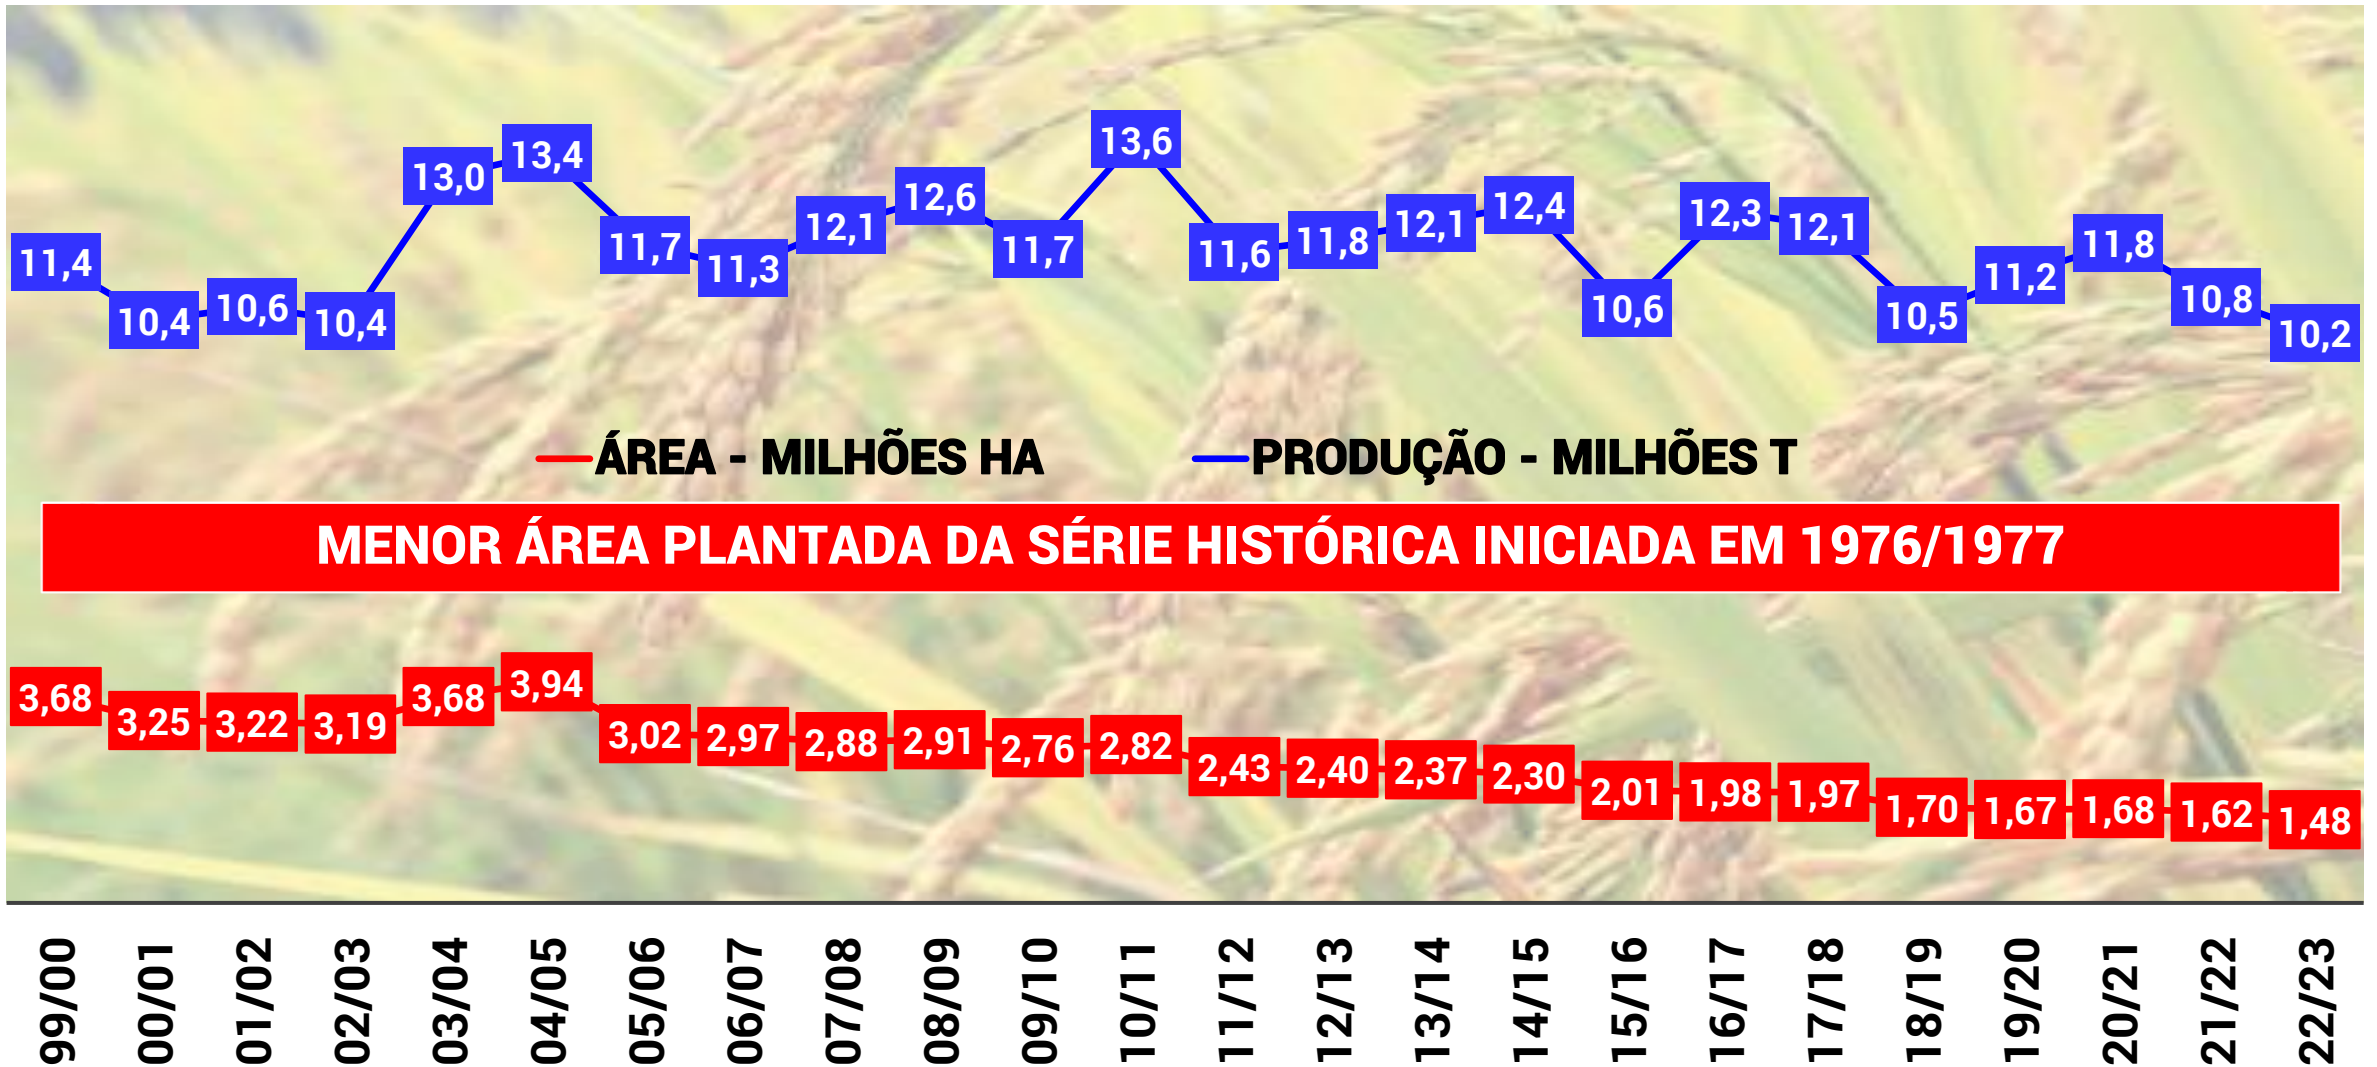 11,4 10,4 10,6 10,4 13,0 13,4 11,7 11,3 12,1 12,6 11,7 13,6 11,6 11,8 12,1 12,4 10,6 12,3 12,1 10,5 11,2 11,8 10,8 10,2
ÁREA - MILHÕES HA PRODUÇÃO - MILHÕES T
MENOR ÁREA PLANTADA DA SÉRIE HISTÓRICA INICIADA EM 1976/1977
3,68 3,25 3,22 3,19 3,68 3,94 3,02 2,97 2,88 2,91 2,76 2,82 2,43 2,40 2,37 2,30 2,01 1,98 1,97 1,70 1,67 1,68 1,62 1,48
99/00 00/01 01/02 02/03 03/04 04/05 05/06 06/07 07/08 08/09 09/10 10/11 11/12 12/13 13/14 14/15 15/16 16/17 17/18 18/19 19/20 20/21 21/22 22/23